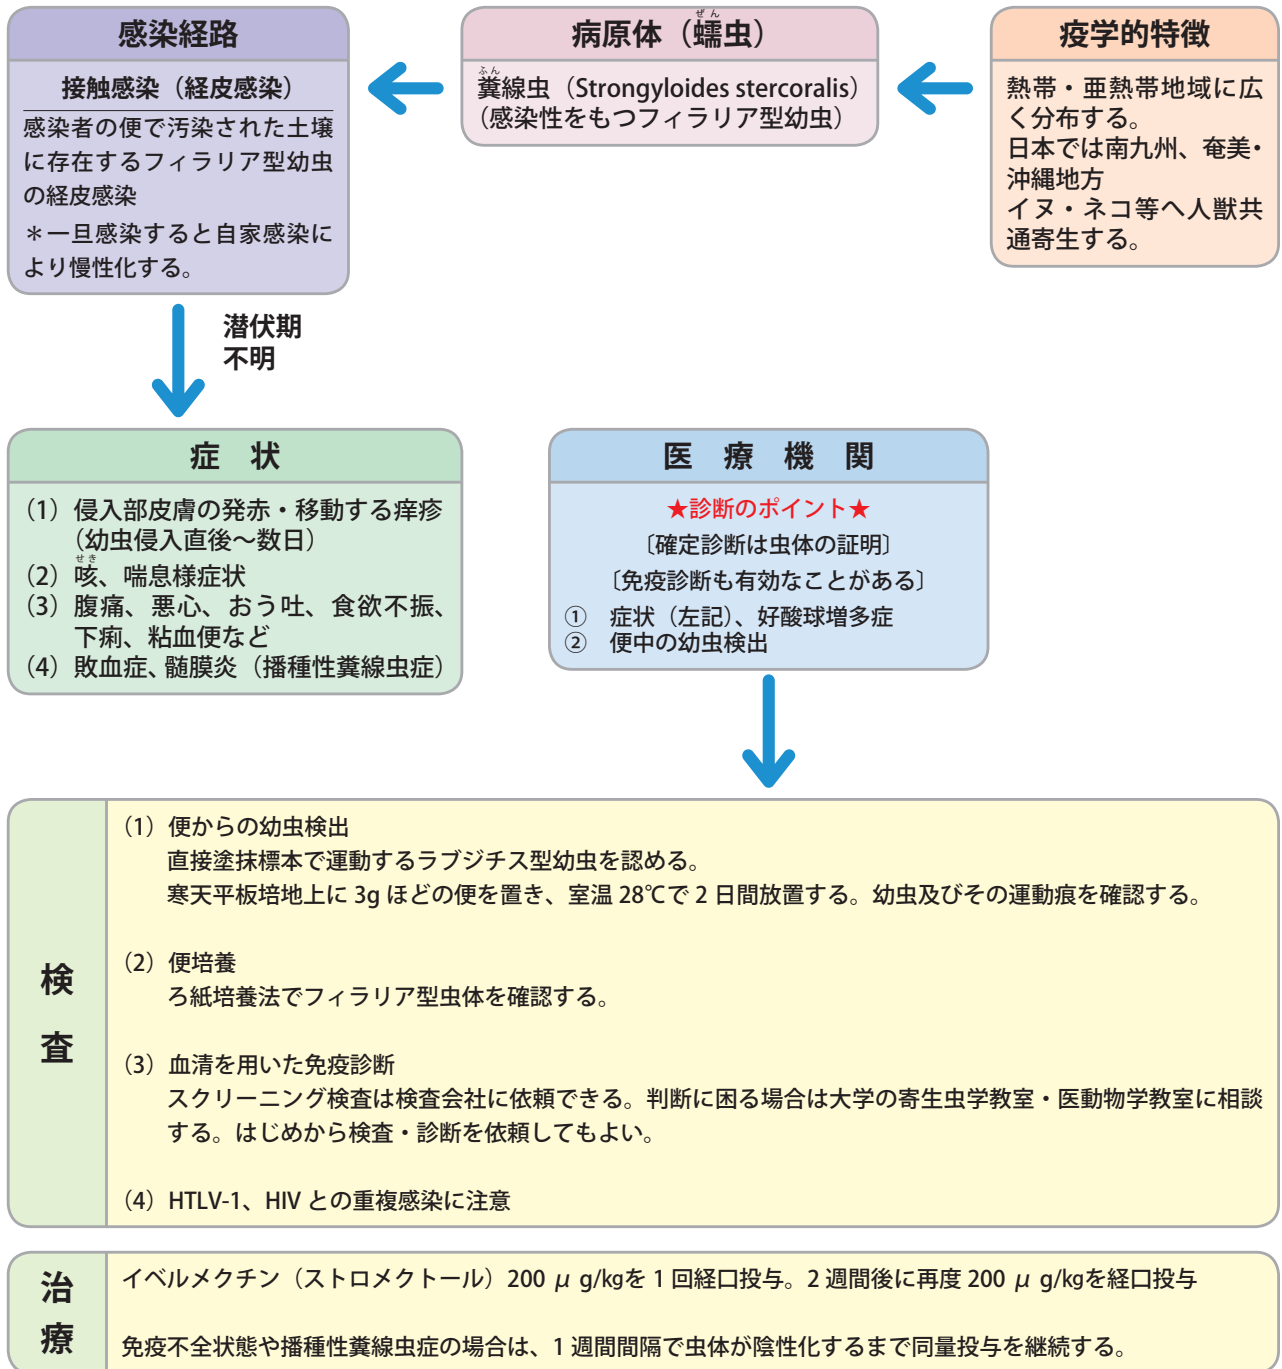 感染経路
接触感染（経皮感染）
感染者の便で汚染された土壌
に存在するフィラリア型幼虫
の経皮感染
＊一旦感染すると自家感染に
より慢性化する。
病原体（蠕虫）
ぜん
糞線虫（Strongyloides stercoralis）
ふん
（感染性をもつフィラリア型幼虫）
疫学的特徴
熱帯・亜熱帯地域に広
く分布する。
日本では南九州、奄美・
沖縄地方
イヌ・ネコ等へ人獣共
通寄生する。
潜伏期
不明
症　状
（1）侵入部皮膚の発赤・移動する痒疹
（幼虫侵入直後～数日）
（2）咳、喘息様症状
せき
（3）腹痛、悪心、おう吐、食欲不振、
下痢、粘血便など
（4）敗血症、髄膜炎（播種性糞線虫症）
医　療　機　関
★診断のポイント★
〔確定診断は虫体の証明〕
〔免疫診断も有効なことがある〕
①　症状（左記）、好酸球増多症
②　便中の幼虫検出
検
査
（1）便からの幼虫検出
直接塗抹標本で運動するラブジチス型幼虫を認める。
寒天平板培地上に 3g ほどの便を置き、室温 28℃で 2 日間放置する。幼虫及びその運動痕を確認する。
（2）便培養
ろ紙培養法でフィラリア型虫体を確認する。
（3）血清を用いた免疫診断
スクリーニング検査は検査会社に依頼できる。判断に困る場合は大学の寄生虫学教室・医動物学教室に相談
する。はじめから検査・診断を依頼してもよい。
（4）HTLV-1、HIV との重複感染に注意
治
療
イベルメクチン（ストロメクトール）200 μ g/kgを 1 回経口投与。2 週間後に再度 200 μ g/kgを経口投与
免疫不全状態や播種性糞線虫症の場合は、1 週間間隔で虫体が陰性化するまで同量投与を継続する。